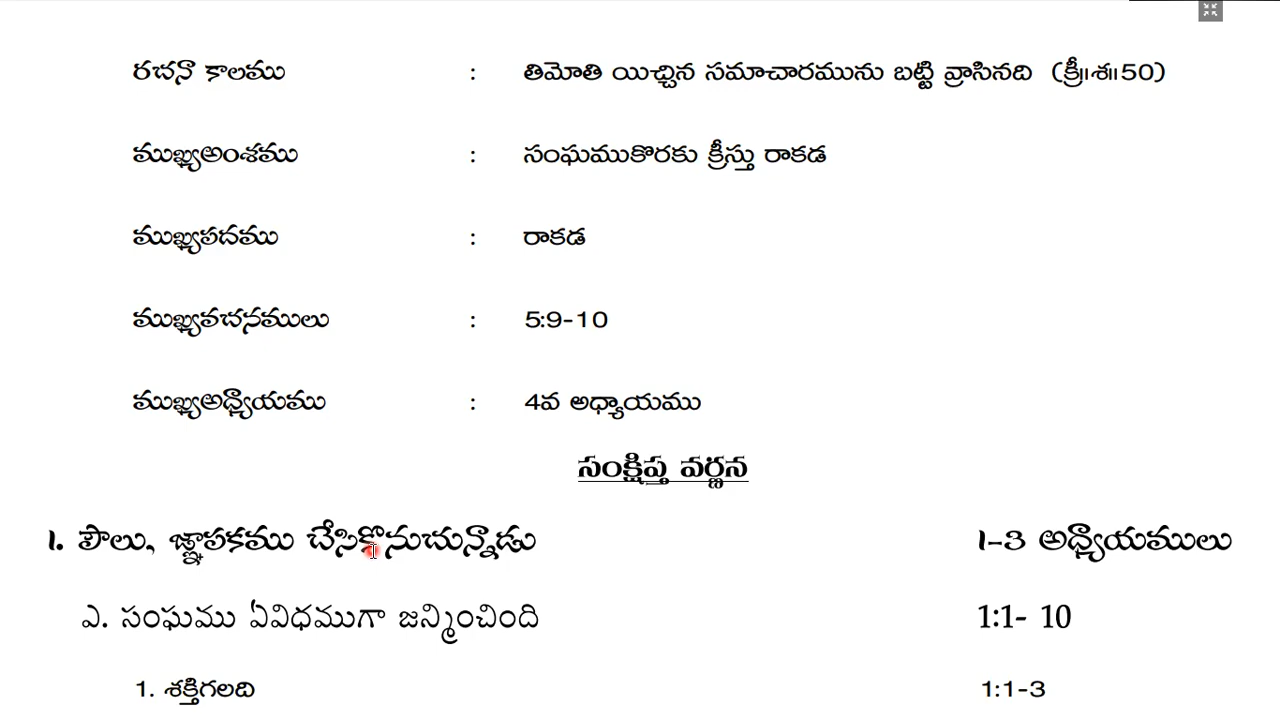 రచనా కాలము : తిమోతి యిచ్చిన సమాచారమును బట్టి వ్రాసినది (క్రీ॥శ॥50)
ముఖ్యఅంశము : సంఘముకొరకు క్రీస్తు రాకడ
ముఖ్యపదము : రాకడ
ముఖ్యవచనములు : 5:9-10
ముఖ్యఅధ్యాయము : 4వ అధ్యాయము
సంక్షిప్త వర్ణన
I. పౌలు, జ్ఞాపకము చేసికొనుచున్నాడు 1-3 అధ్యాయములు
ఎ. సంఘము ఏవిధముగా జన్మించింది 1:1- 10
1. శక్తిగలది 1:1-3